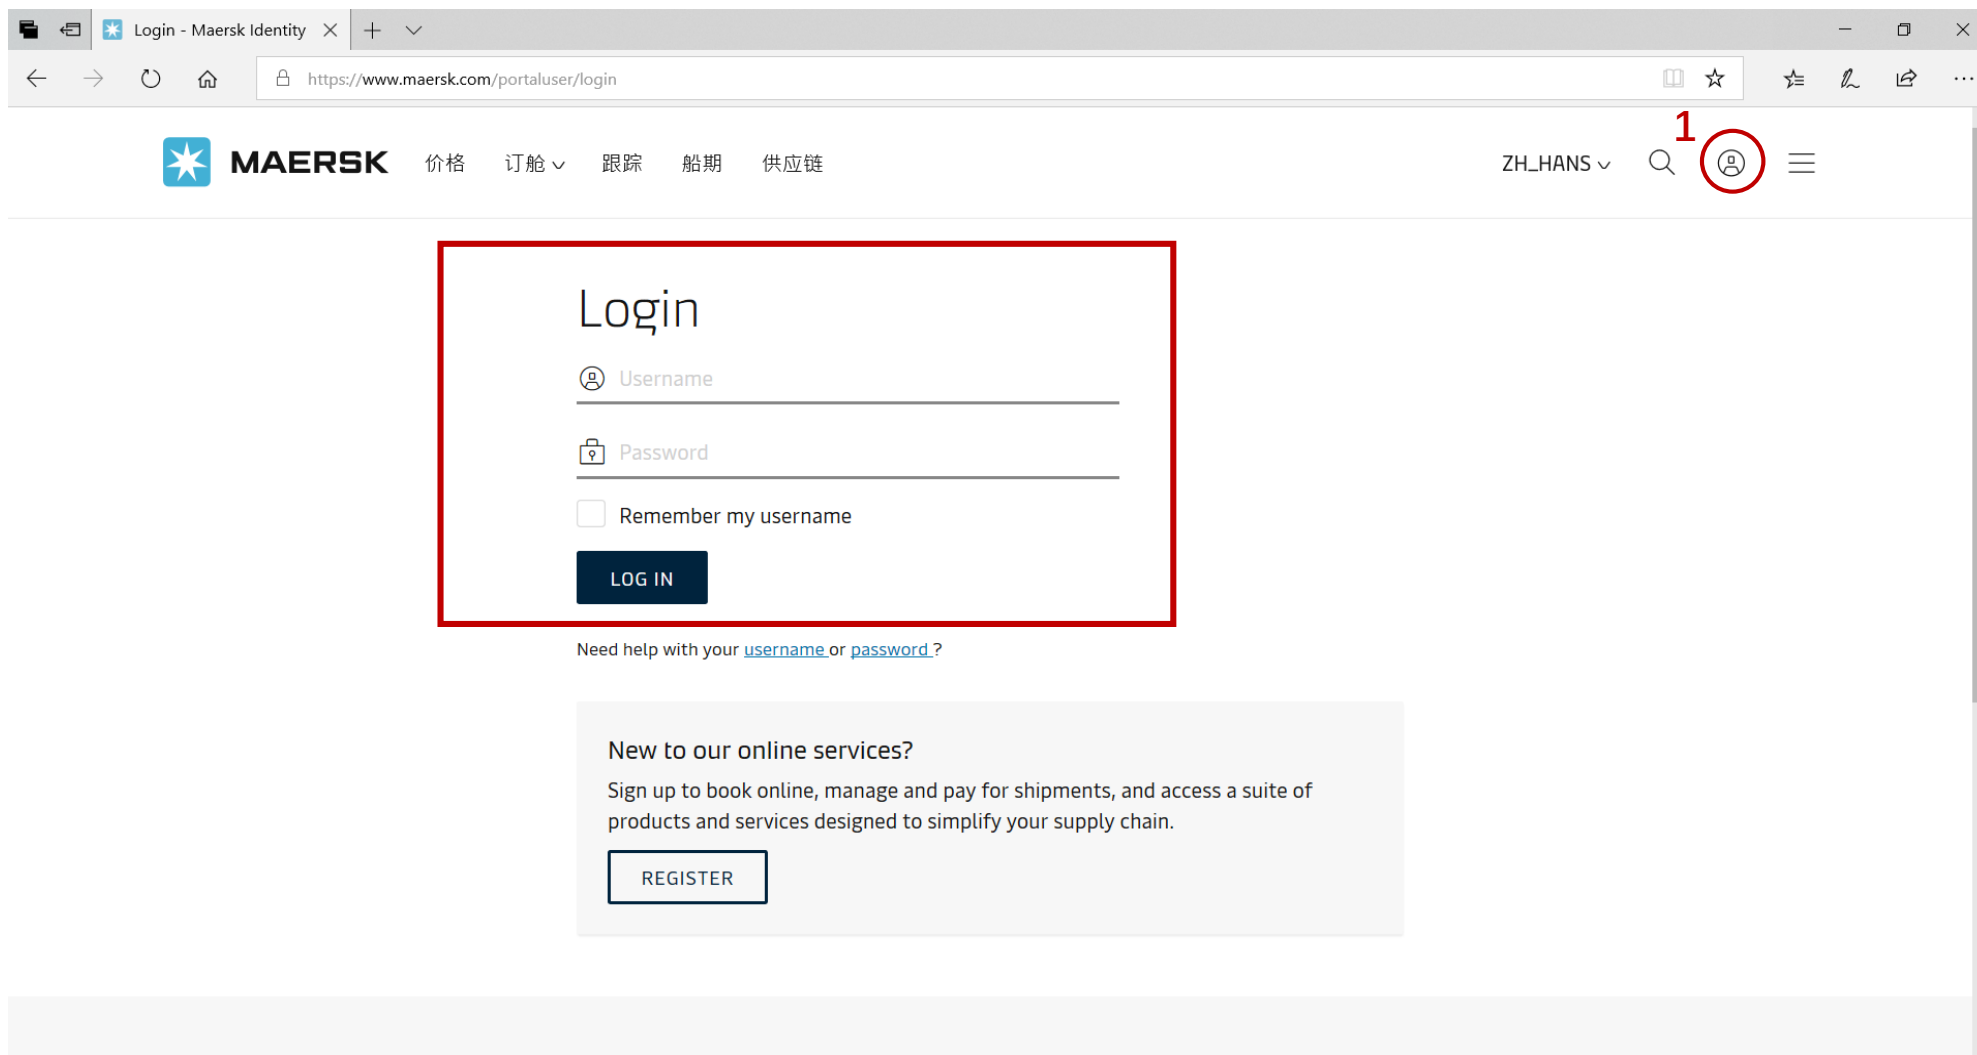 Login - Maersk Identity
https://www.maersk.com/portaluser/login
1
MAERSK 价格 订舱 跟踪 船期 供应链 ZH_HANS
Login
Username
Password
Remember my username
LOG IN
Need help with your username or password ?
New to our online services?
Sign up to book online, manage and pay for shipments, and access a suite of
products and services designed to simplify your supply chain.
REGISTER